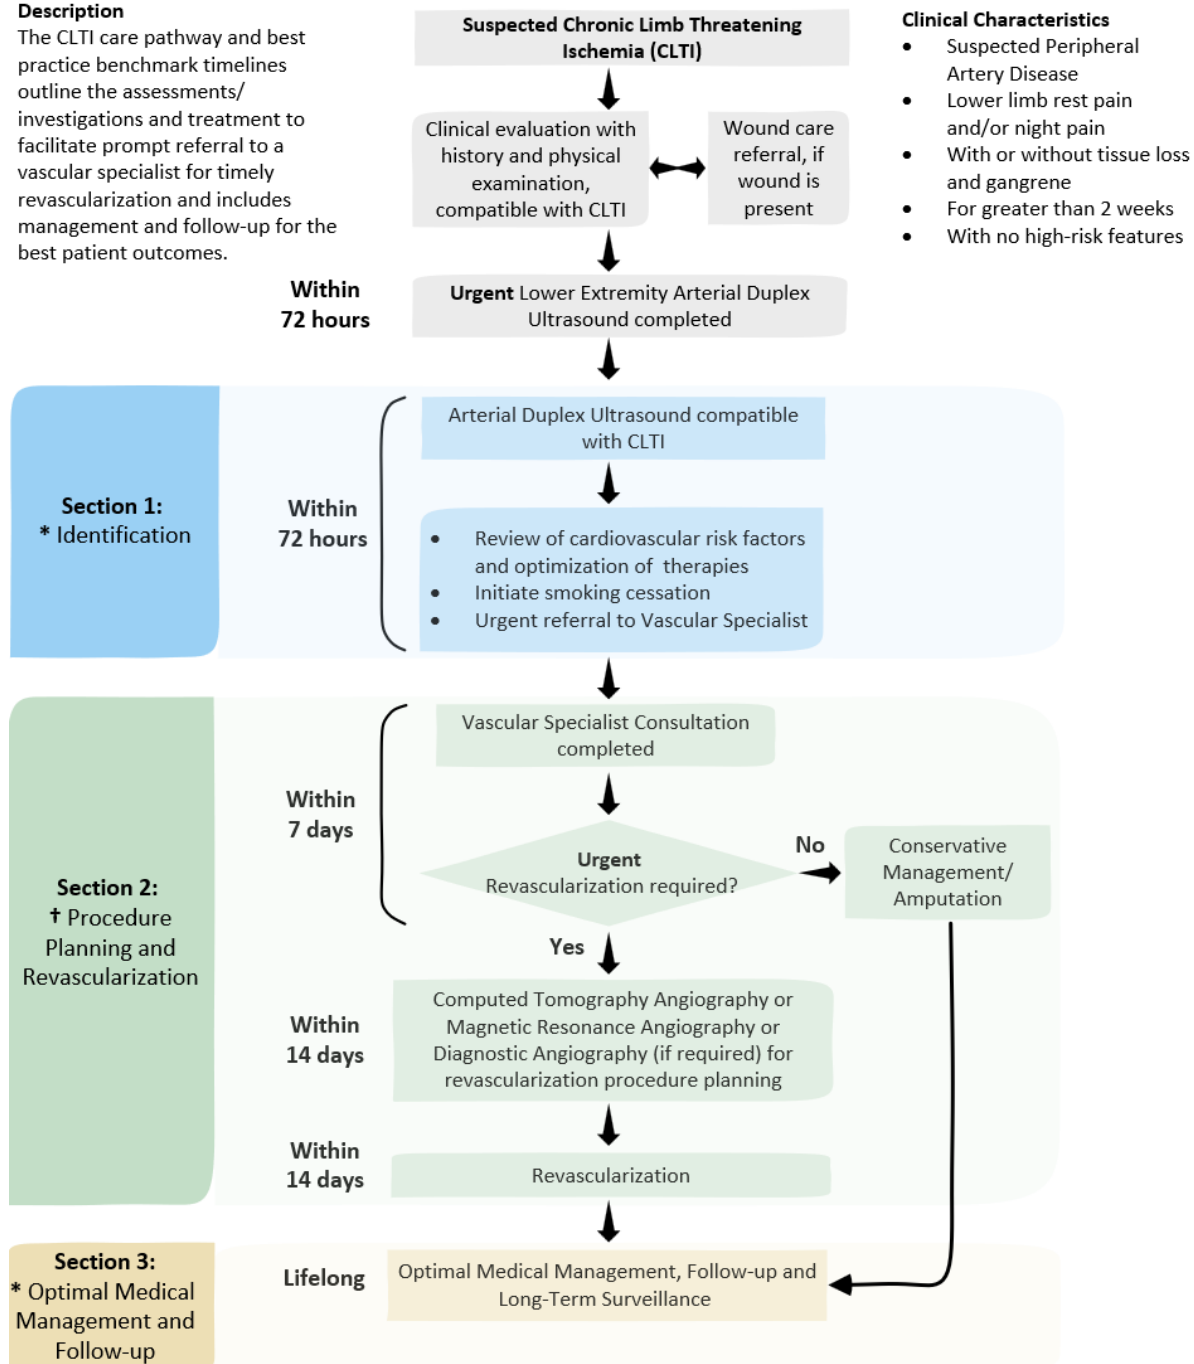 Description
The CLTI care pathway and best
practice benchmark timelines
outline the assessments/
investigations and treatment to
facilitate prompt referral to a
vascular specialist for timely
revascularization and includes
management and follow-up for the
best patient outcomes.
Suspected Chronic Limb Threatening
Ischemia (CLTI)
Clinical Characteristics
• Suspected Peripheral
Artery Disease
• Lower limb rest pain
and/or night pain
• With or without tissue loss
and gangrene
• For greater than 2 weeks
• With no high-risk features
Clinical evaluation with
history and physical
examination,
compatible with CLTI
Wound care
referral, if
wound is
present
Within
72 hours
Urgent Lower Extremity Arterial Duplex
Ultrasound completed
Section 1:
* Identification
Within
72 hours
Arterial Duplex Ultrasound compatible
with CLTI
• Review of cardiovascular risk factors
and optimization of therapies
• Initiate smoking cessation
• Urgent referral to Vascular Specialist
Section 2:
† Procedure
Planning and
Revascularization
Within
7 days
Vascular Specialist Consultation
completed
Urgent
Revascularization required?
No
Conservative
Management/
Amputation
Yes
Within
14 days
Computed Tomography Angiography or
Magnetic Resonance Angiography or
Diagnostic Angiography (if required) for
revascularization procedure planning
Within
14 days
Revascularization
Section 3:
* Optimal Medical
Management and
Follow-up
Lifelong
Optimal Medical Management, Follow-up and
Long-Term Surveillance